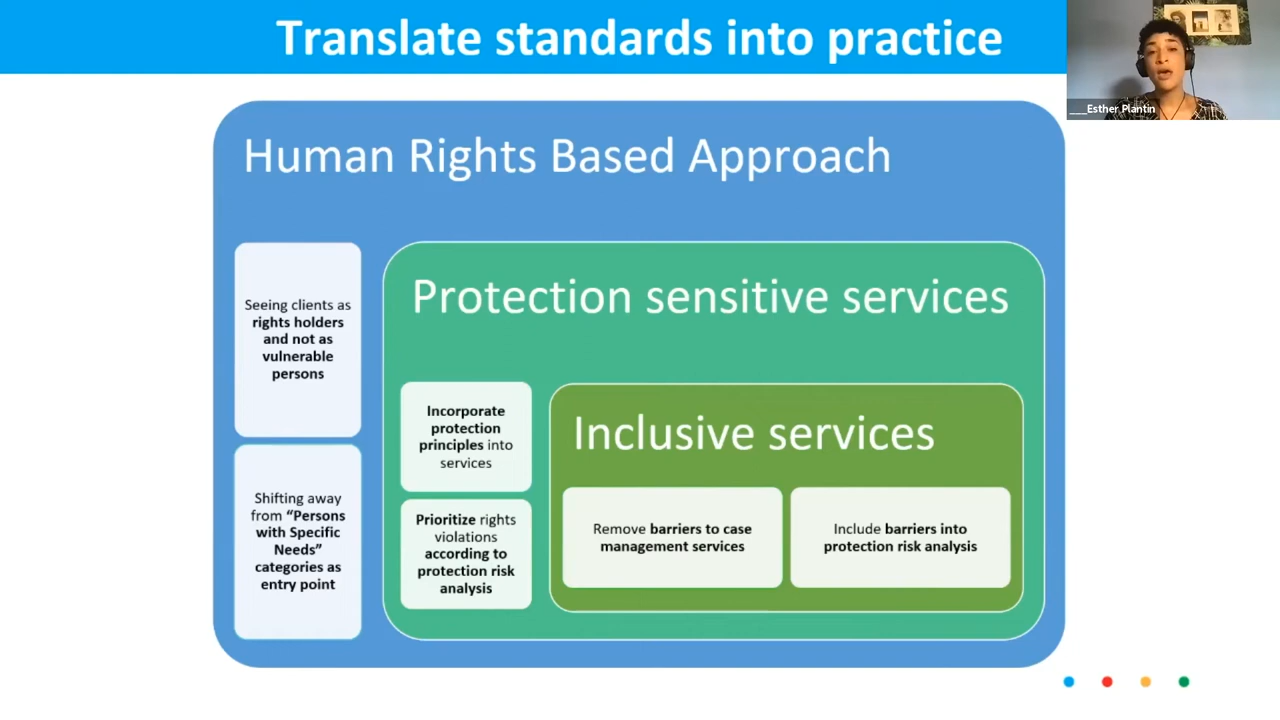 Translate standards into practice
___Esther Plantin
Human Rights Based Approach
Seeing clients as
rights holders
and not as
vulnerable
persons
Shifting away
from “Persons
with Specific
Needs”
categories as
entry point
Protection sensitive services
Incorporate
protection
principles into
services
Prioritize rights
violations
according to
protection risk
analysis
Inclusive services
Remove barriers to case
management services
Include barriers into
protection risk analysis